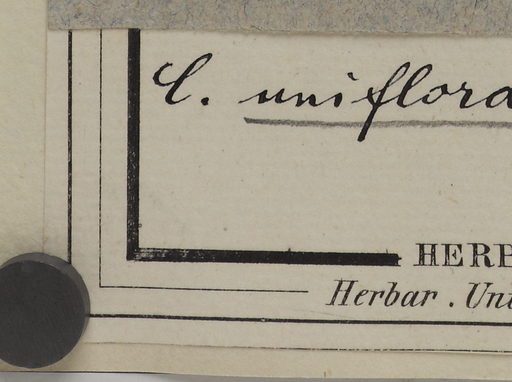 C. uniflora
HERB
Herbar. Uni